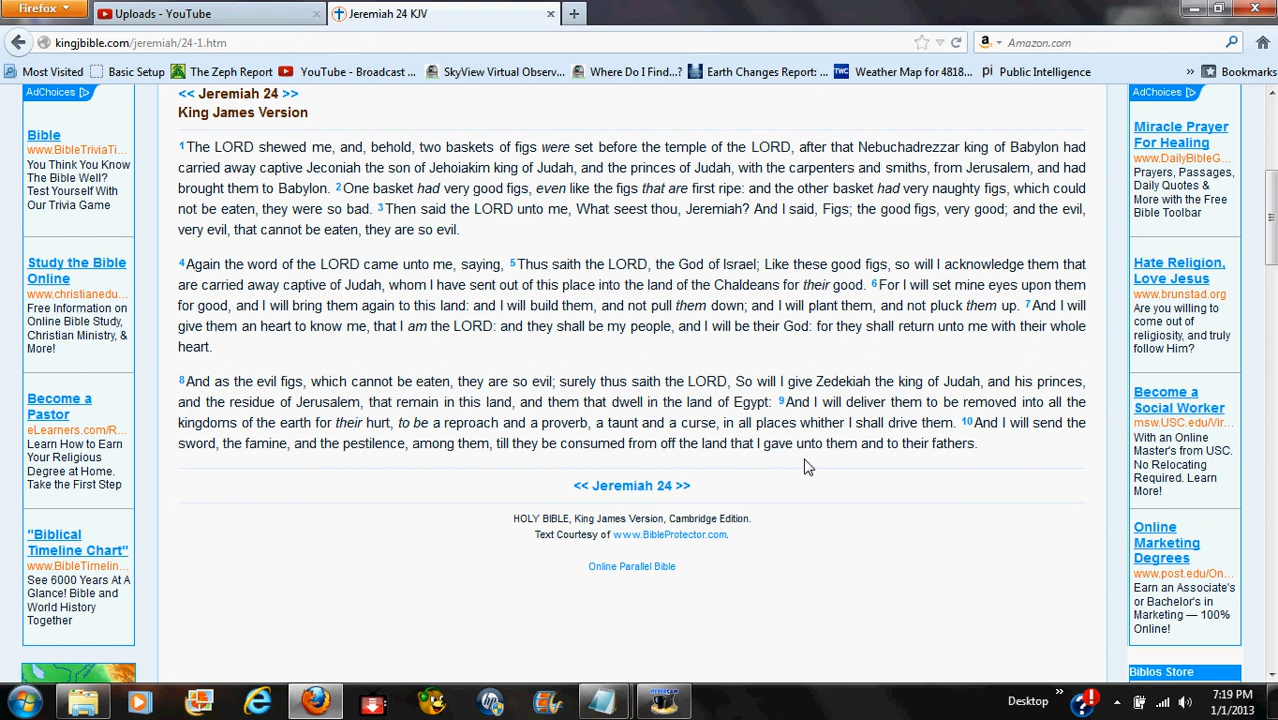 Firefox
Uploads - YouTube
Jeremiah 24 KJV
kingjbible.com/jeremiah/24-1.htm
Amazon.com
Most Visited
Basic Setup
The Zeph Report
YouTube - Broadcast ...
SkyView Virtual Observ...
Where Do I Find...?
Earth Changes Report: ...
Weather Map for 4818...
Public Intelligence
»
Bookmarks
AdChoices
Bible
www.BibleTriviaTi...
You Think You Know
The Bible Well?
Test Yourself With
Our Trivia Game
Study the Bible
Online
www.christianedu...
Free Information on
Online Bible Study,
Christian Ministry, &
More!
Become a
Pastor
eLearners.com/R...
Learn How to Earn
Your Religious
Degree at Home.
Take the First Step
"Biblical
Timeline Chart"
www.BibleTimelin...
See 6000 Years At A
Glance! Bible and
World History
Together
<< Jeremiah 24 >>
King James Version
1The LORD shewed me, and, behold, two baskets of figs were set before the temple of the LORD, after that Nebuchadrezzar king of Babylon had
carried away captive Jeconiah the son of Jehoiakim king of Judah, and the princes of Judah, with the carpenters and smiths, from Jerusalem, and had
brought them to Babylon. 2One basket had very good figs, even like the figs that are first ripe: and the other basket had very naughty figs, which could
not be eaten, they were so bad. 3Then said the LORD unto me, What seest thou, Jeremiah? And I said, Figs; the good figs, very good; and the evil,
very evil, that cannot be eaten, they are so evil.
4Again the word of the LORD came unto me, saying, 5Thus saith the LORD, the God of Israel; Like these good figs, so will I acknowledge them that
are carried away captive of Judah, whom I have sent out of this place into the land of the Chaldeans for their good. 6For I will set mine eyes upon them
for good, and I will bring them again to this land: and I will build them, and not pull them down; and I will plant them, and not pluck them up. 7And I will
give them an heart to know me, that I am the LORD: and they shall be my people, and I will be their God: for they shall return unto me with their whole
heart.
8And as the evil figs, which cannot be eaten, they are so evil; surely thus saith the LORD, So will I give Zedekiah the king of Judah, and his princes,
and the residue of Jerusalem, that remain in this land, and them that dwell in the land of Egypt: 9And I will deliver them to be removed into all the
kingdoms of the earth for their hurt, to be a reproach and a proverb, a taunt and a curse, in all places whither I shall drive them. 10And I will send the
sword, the famine, and the pestilence, among them, till they be consumed from off the land that I gave unto them and to their fathers.
<< Jeremiah 24 >>
HOLY BIBLE, King James Version, Cambridge Edition.
Text Courtesy of www.BibleProtector.com.
Online Parallel Bible
AdChoices
Miracle Prayer
For Healing
www.DailyBibleG...
Prayers, Passages,
Daily Quotes &
More with the Free
Bible Toolbar
Hate Religion,
Love Jesus
www.brunstad.org
Are you willing to
come out of
religiosity, and truly
follow Him?
Become a
Social Worker
msw.USC.edu/Vir...
With an Online
Master's from USC.
No Relocating
Required. Learn
More!
Online
Marketing
Degrees
www.post.edu/On...
Earn an Associate's
or Bachelor's in
Marketing — 100%
Online!
Biblos Store
Desktop
»
7:19 PM
1/1/2013